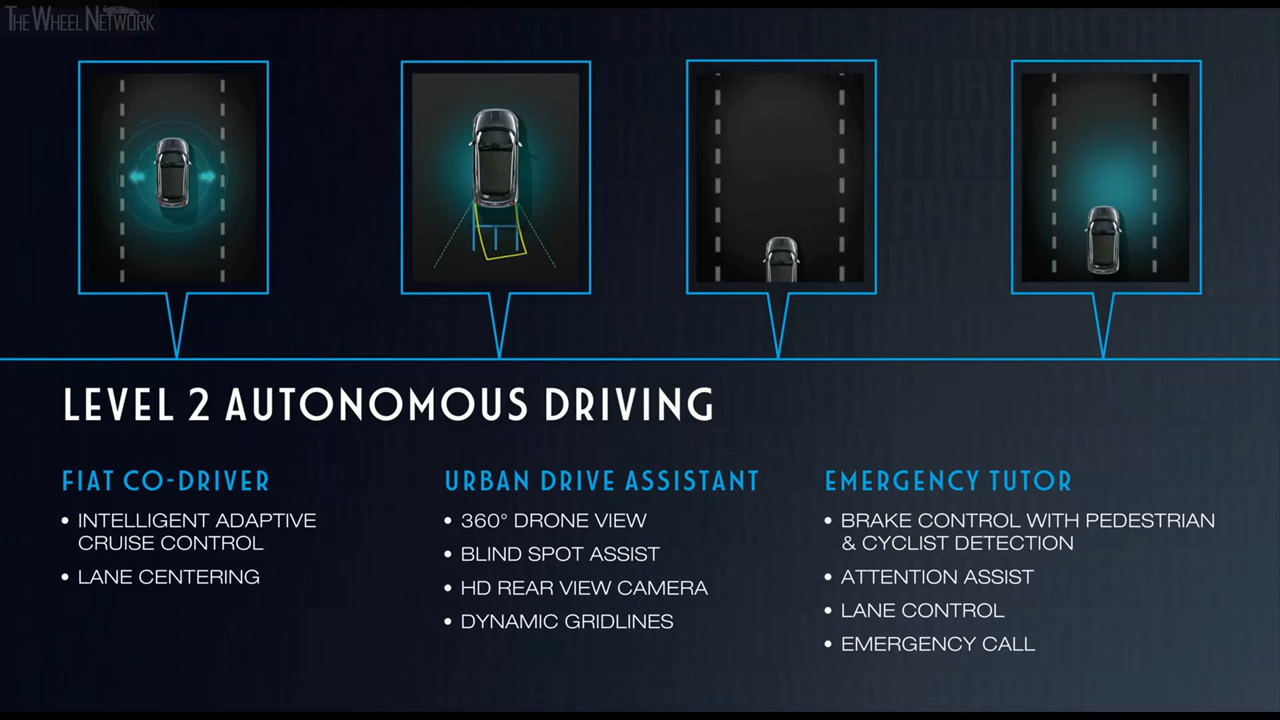 THE WHEEL NETWORK
LEVEL 2 AUTONOMOUS DRIVING
FIAT CO-DRIVER
• INTELLIGENT ADAPTIVE
CRUISE CONTROL
• LANE CENTERING
URBAN DRIVE ASSISTANT
• 360° DRONE VIEW
• BLIND SPOT ASSIST
• HD REAR VIEW CAMERA
• DYNAMIC GRIDLINES
EMERGENCY TUTOR
• BRAKE CONTROL WITH PEDESTRIAN
& CYCLIST DETECTION
• ATTENTION ASSIST
• LANE CONTROL
• EMERGENCY CALL